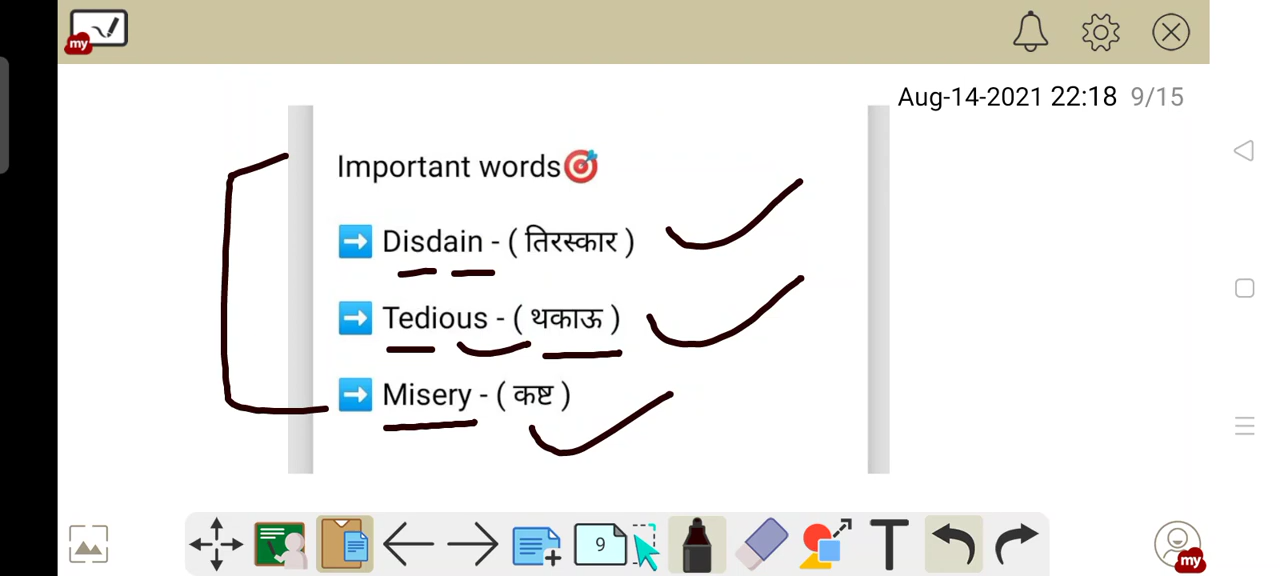 my
Aug-14-2021 22:18 9/15
Important words🎯
➡️ Disdain - ( तिरस्कार )
➡️ Tedious - ( थकाऊ )
➡️ Misery - ( कष्ट )
9
T
my